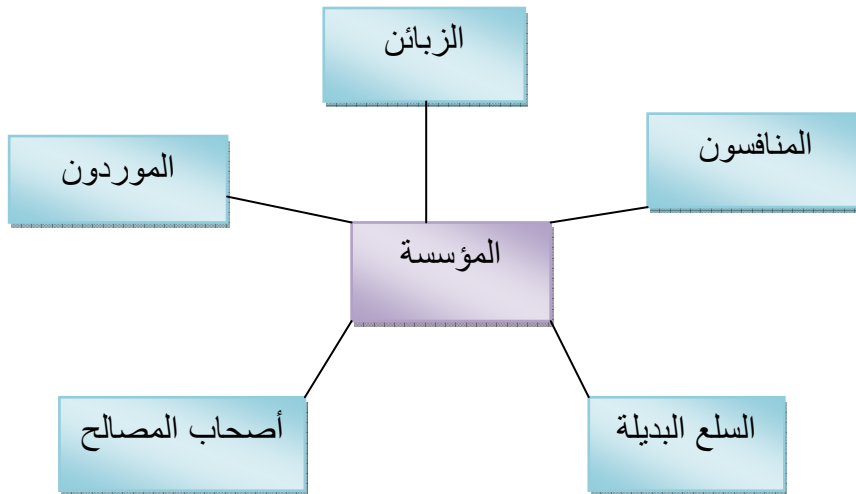 الزبائن
المنافسون
الموردون
المؤسسة
السلع البديلة
أصحاب المصالح